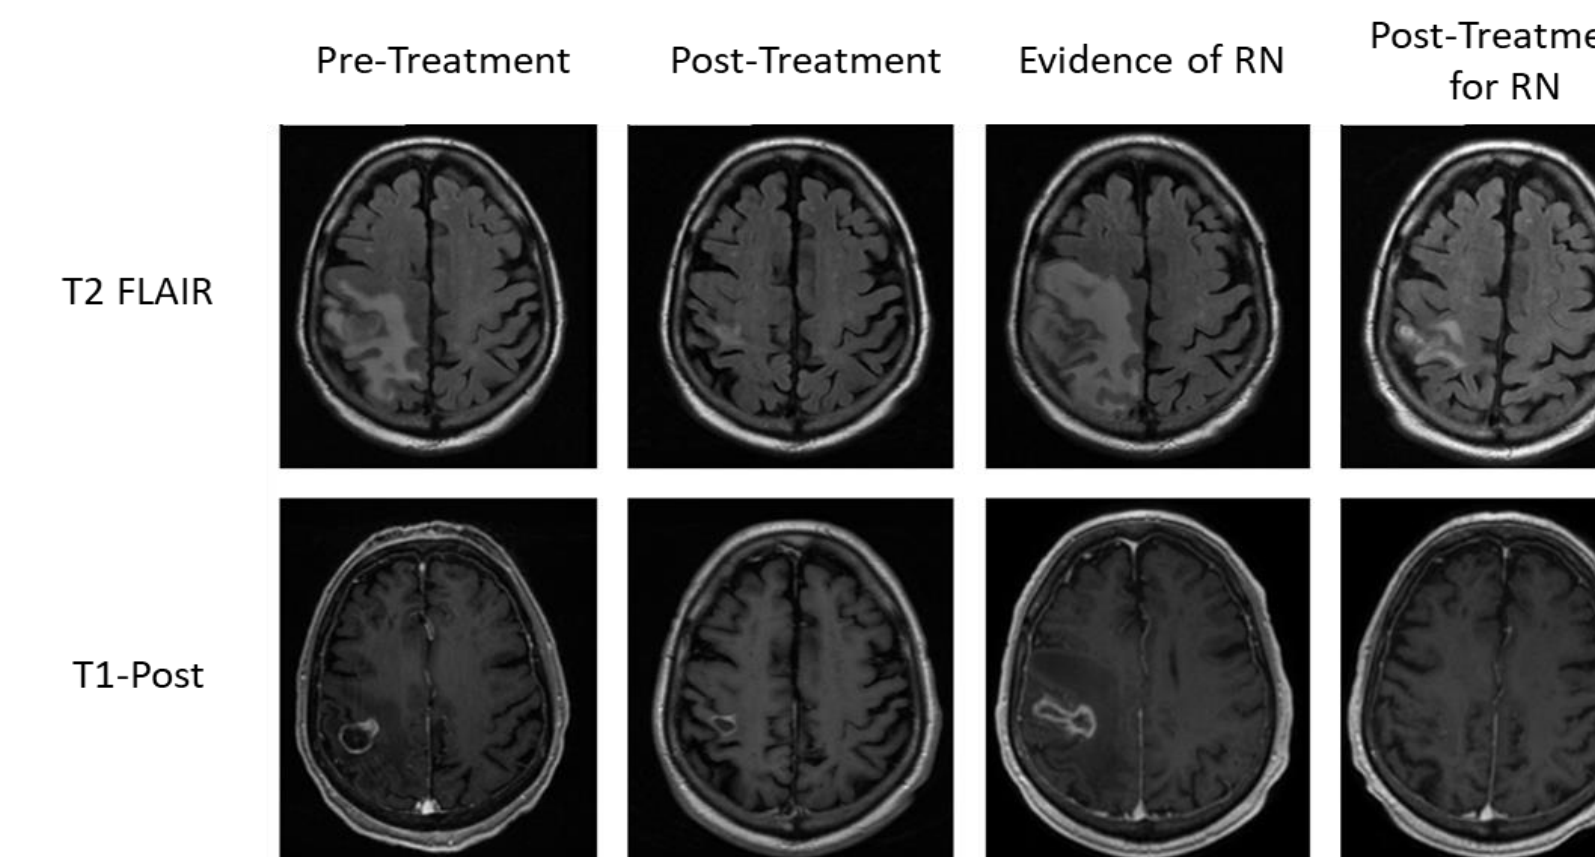 Pre-Treatment
Post-Treatment
Evidence of RN
Post-Treatme
for RN
T2 FLAIR
T1-Post